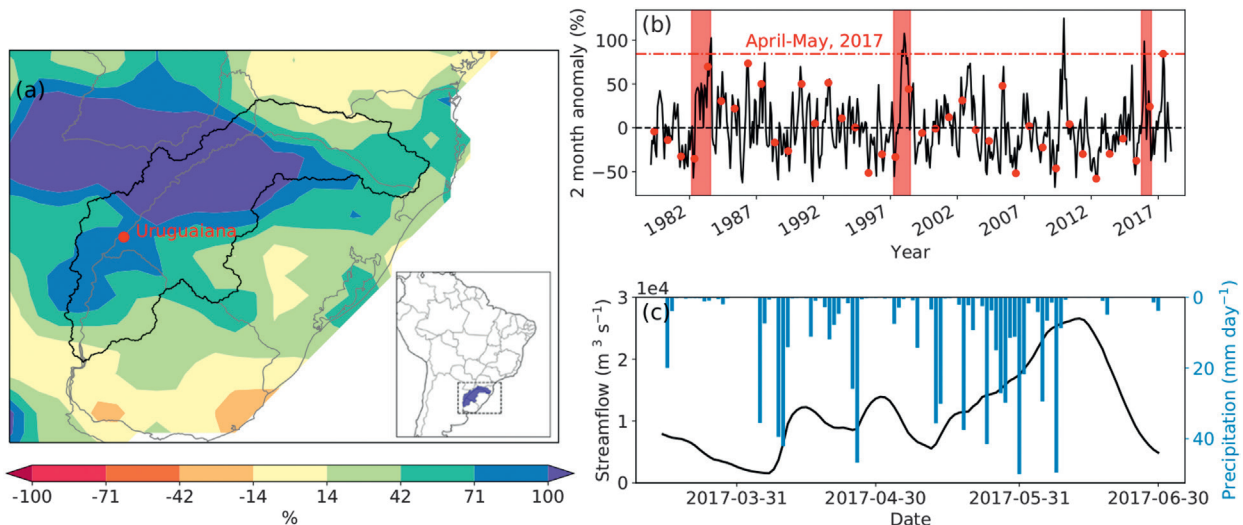 (a)
Uruguaiana
-100 -71 -42 -14 14 42 71 100
%
(b)
April-May, 2017
2 month anomaly (%)
100
50
0
−50
1982 1987 1992 1997 2002 2007 2012 2017
Year
(c)
1e4
Streamflow (m³ s⁻¹)
3
2
1
0
Precipitation (mm day⁻¹)
0
20
40
2017-03-31 2017-04-30 2017-05-31 2017-06-30
Date